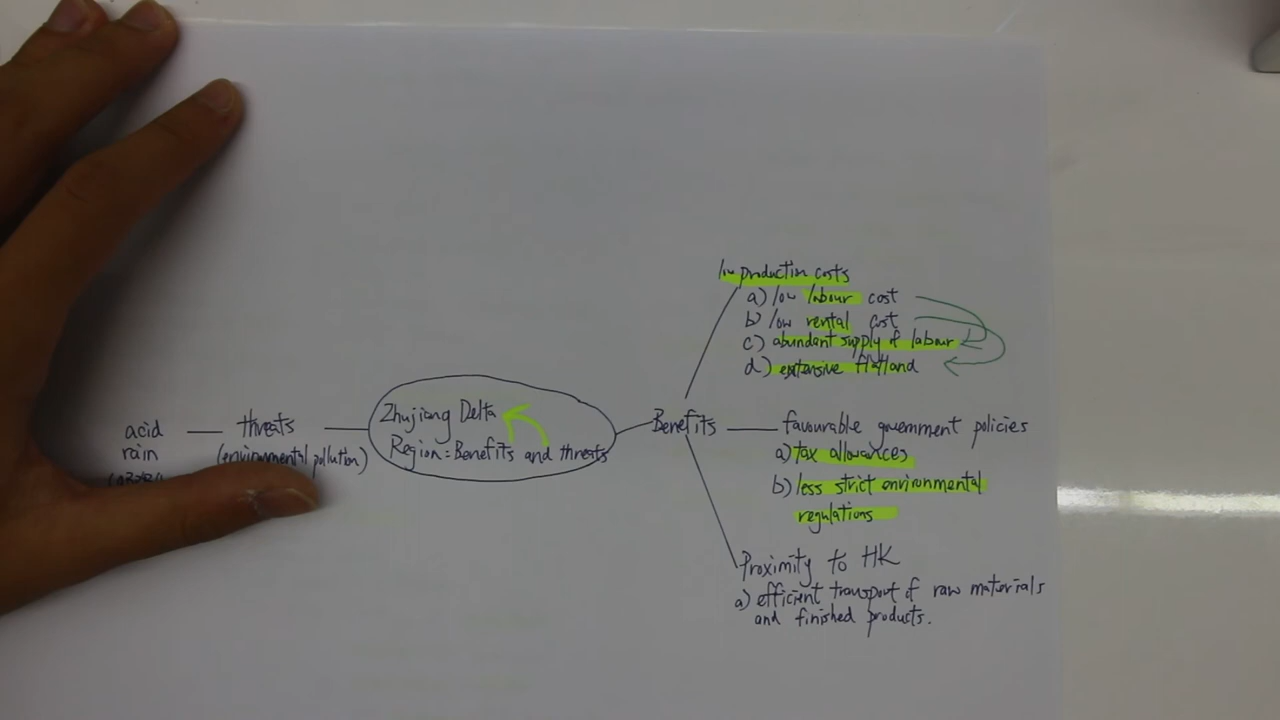 low production costs
a) low labour cost
b) low rental cost
c) abundant supply of labour
d) extensive flatland
Zhujiang Delta
Region: Benefits and threats
Benefits
favourable government policies
a) tax allowances
b) less strict environmental
regulations
Proximity to HK
a) efficient transport of raw materials
and finished products.
threats
(environmental pollution)
acid
rain